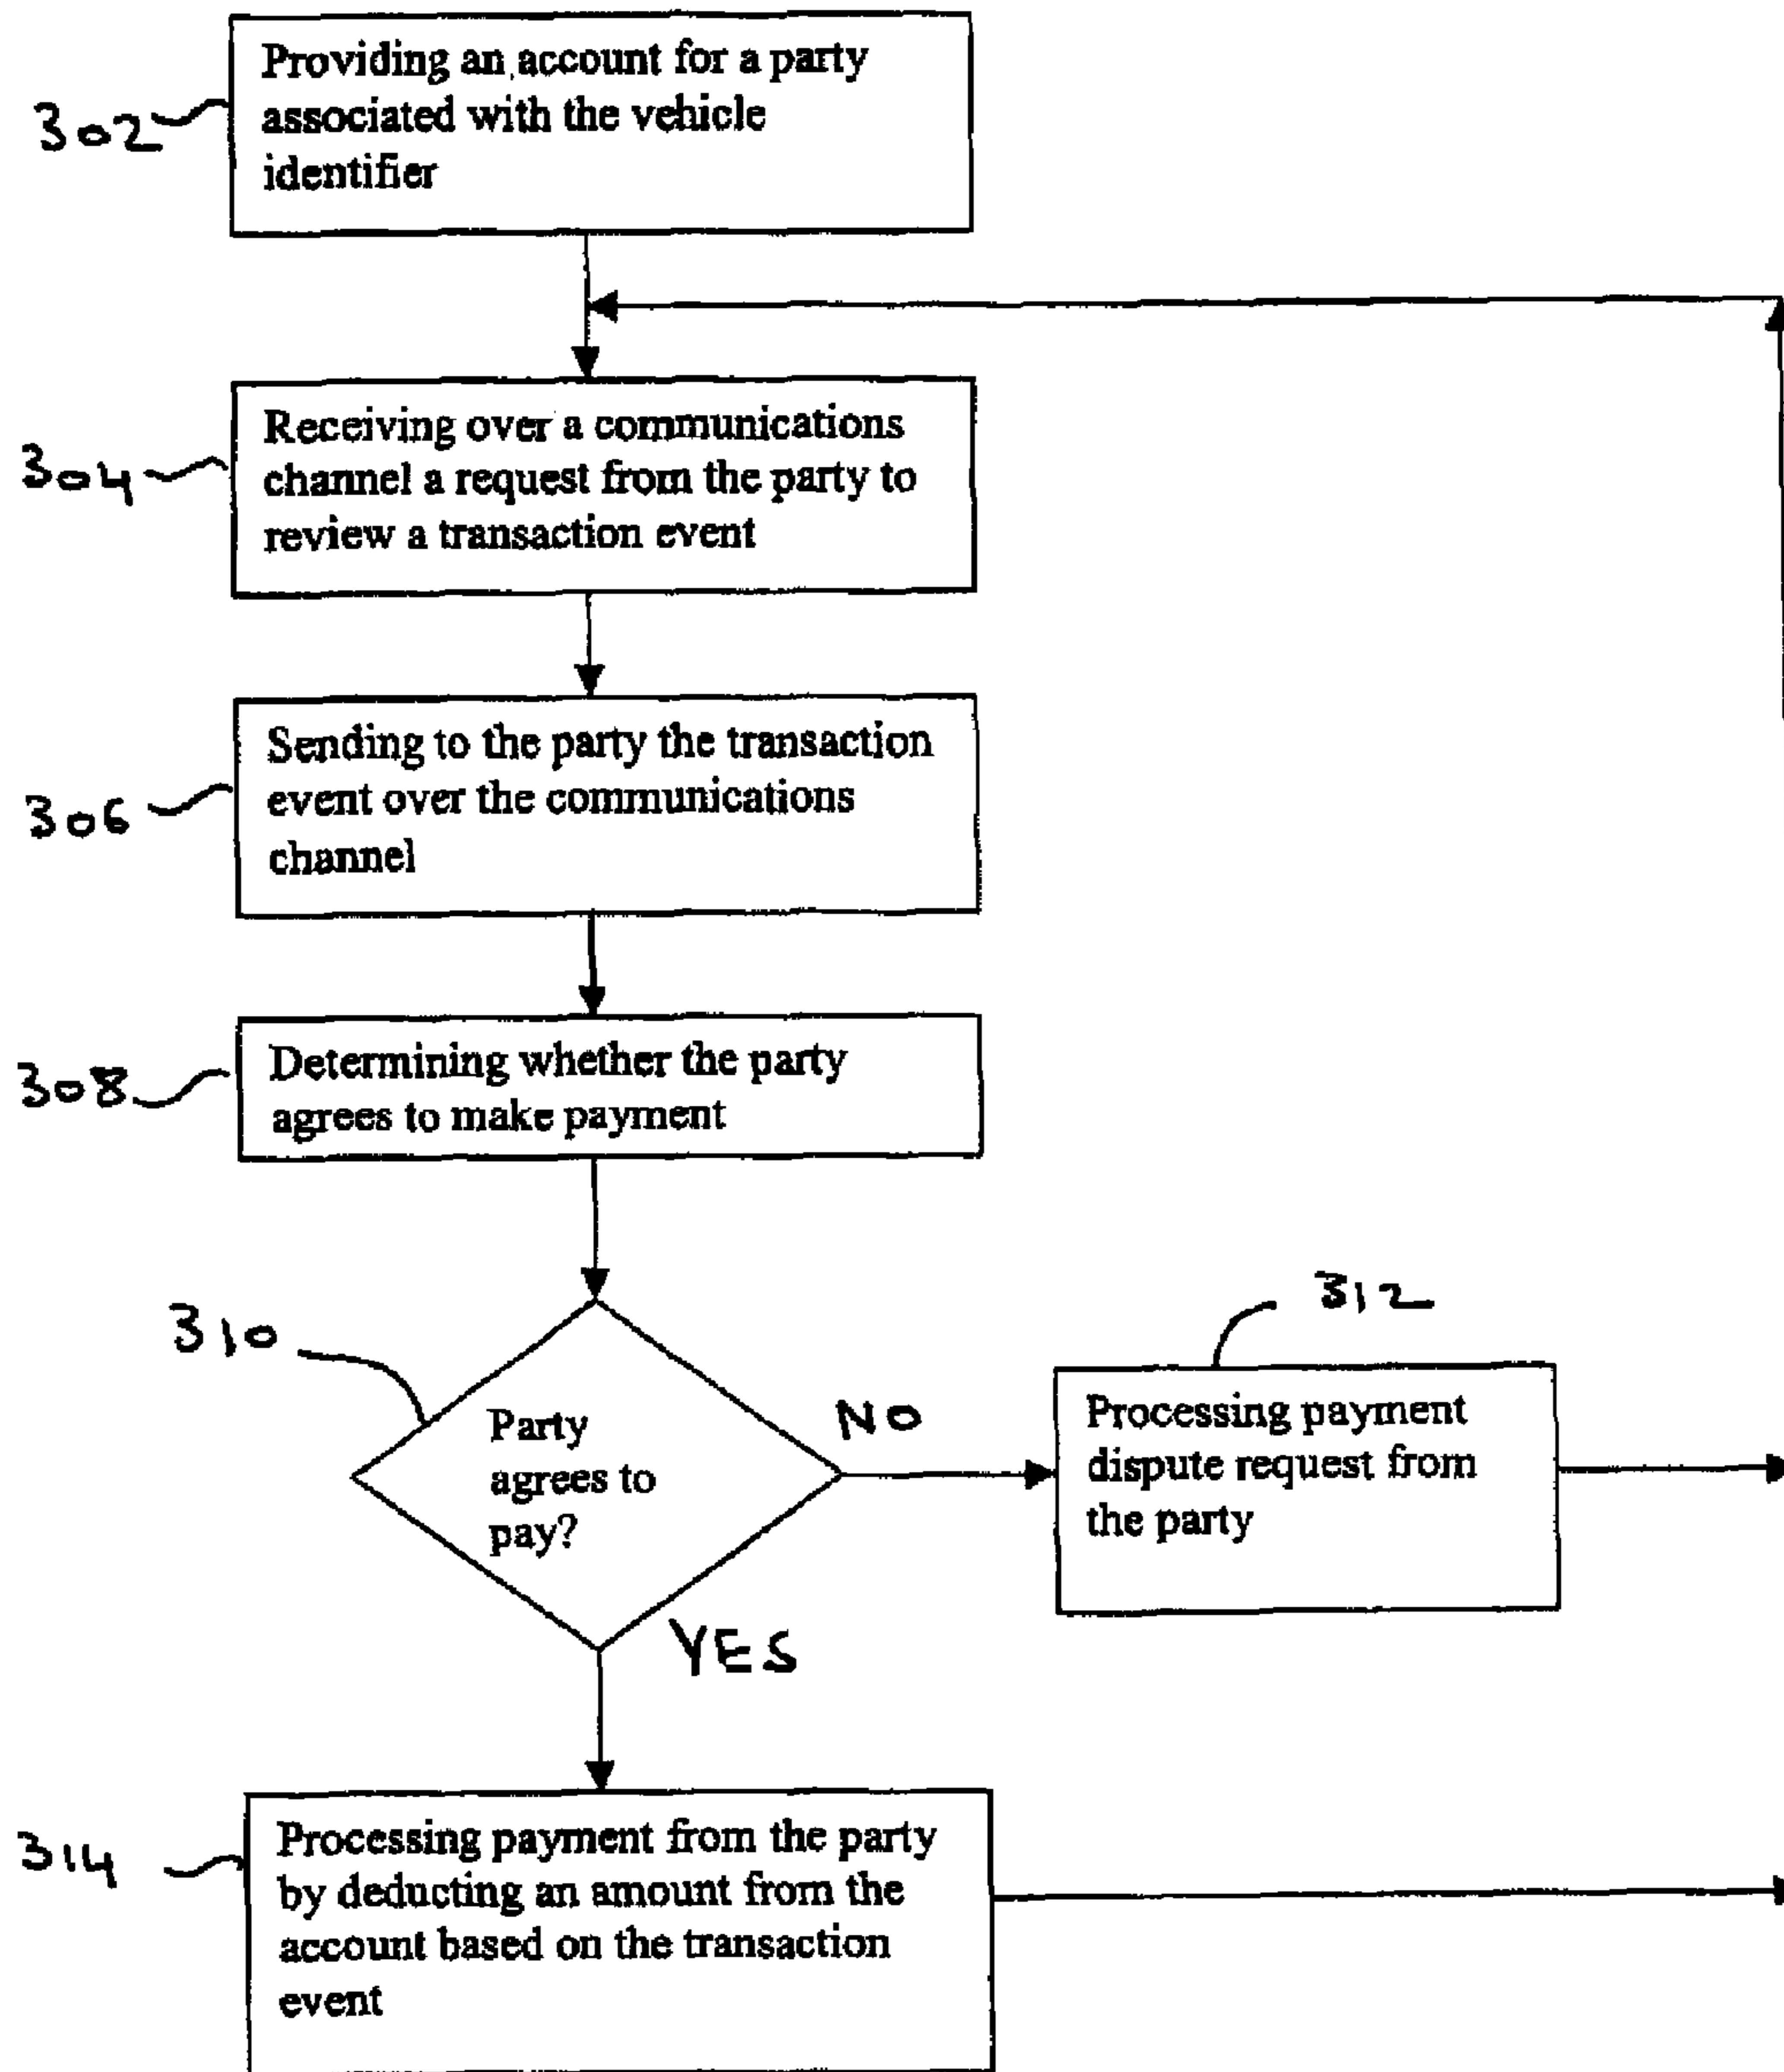 302
Providing an account for a party
associated with the vehicle
identifier
304
Receiving over a communications
channel a request from the party to
review a transaction event
306
Sending to the party the transaction
event over the communications
channel
308
Determining whether the party
agrees to make payment
310
Party
agrees to
pay?
NO
312
Processing payment
dispute request from
the party
YES
314
Processing payment from the party
by deducting an amount from the
account based on the transaction
event